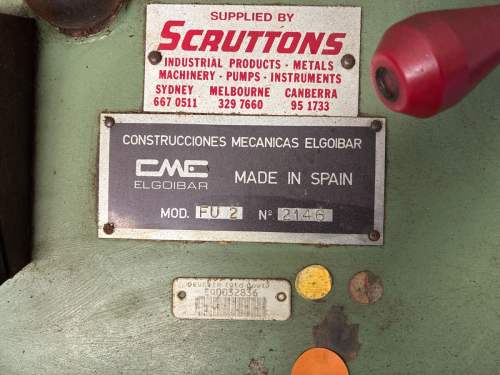 SUPPLIED BY
SCRUTTONS
INDUSTRIAL PRODUCTS · METALS
MACHINERY · PUMPS · INSTRUMENTS
SYDNEY MELBOURNE CANBERRA
667 0511 329 7660 95 1733
CONSTRUCCIONES MECANICAS ELGOIBAR
CME
ELGOIBAR
MADE IN SPAIN
MOD. FU 2 Nº 2146